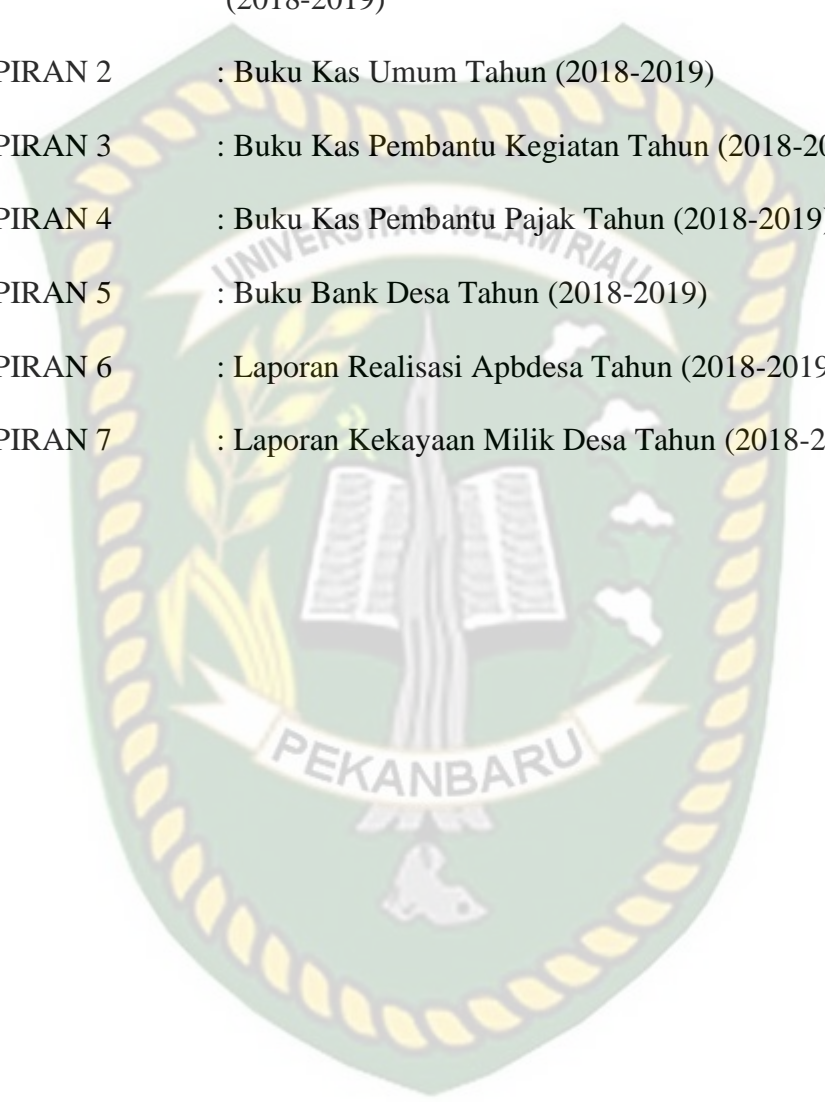 (2018-2019)
PIRAN 2 : Buku Kas Umum Tahun (2018-2019)
PIRAN 3 : Buku Kas Pembantu Kegiatan Tahun (2018-20
PIRAN 4 : Buku Kas Pembantu Pajak Tahun (2018-2019)
PIRAN 5 : Buku Bank Desa Tahun (2018-2019)
PIRAN 6 : Laporan Realisasi Apbdesa Tahun (2018-2019
PIRAN 7 : Laporan Kekayaan Milik Desa Tahun (2018-2
UNIVERSITAS ISLAM RIAU
PEKANBARU